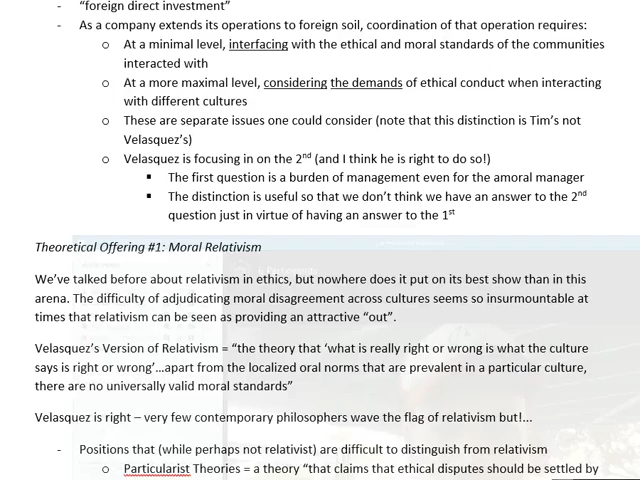 - "foreign direct investment"
- As a company extends its operations to foreign soil, coordination of that operation requires:
o At a minimal level, interfacing with the ethical and moral standards of the communities
interacted with
o At a more maximal level, considering the demands of ethical conduct when interacting
with different cultures
o These are separate issues one could consider (note that this distinction is Tim's not
Velasquez's)
o Velasquez is focusing in on the 2nd (and I think he is right to do so!)
▪ The first question is a burden of management even for the amoral manager
▪ The distinction is useful so that we don't think we have an answer to the 2nd
question just in virtue of having an answer to the 1st
Theoretical Offering #1: Moral Relativism
We've talked before about relativism in ethics, but nowhere does it put on its best show than in this
arena. The difficulty of adjudicating moral disagreement across cultures seems so insurmountable at
times that relativism can be seen as providing an attractive "out".
Velasquez's Version of Relativism = "the theory that 'what is really right or wrong is what the culture
says is right or wrong'...apart from the localized oral norms that are prevalent in a particular culture,
there are no universally valid moral standards"
Velasquez is right – very few contemporary philosophers wave the flag of relativism but!...
- Positions that (while perhaps not relativist) are difficult to distinguish from relativism
o Particularist Theories = a theory "that claims that ethical disputes should be settled by